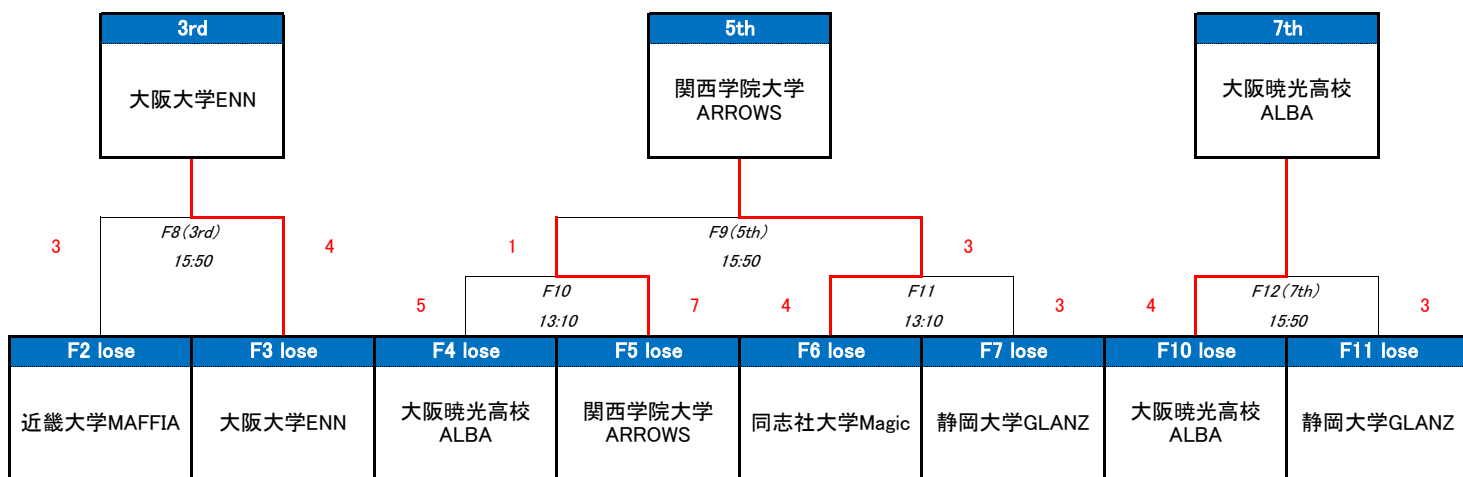 3rd
5th
7th
大阪大学ENN
関西学院大学
ARROWS
大阪暁光高校
ALBA
3
F8(3rd)
15:50
4
1
F9(5th)
15:50
3
5
F10
13:10
7
4
F11
13:10
3
4
F12(7th)
15:50
3
F2 lose
F3 lose
F4 lose
F5 lose
F6 lose
F7 lose
F10 lose
F11 lose
近畿大学MAFFIA
大阪大学ENN
大阪暁光高校
ALBA
関西学院大学
ARROWS
同志社大学Magic
静岡大学GLANZ
大阪暁光高校
ALBA
静岡大学GLANZ